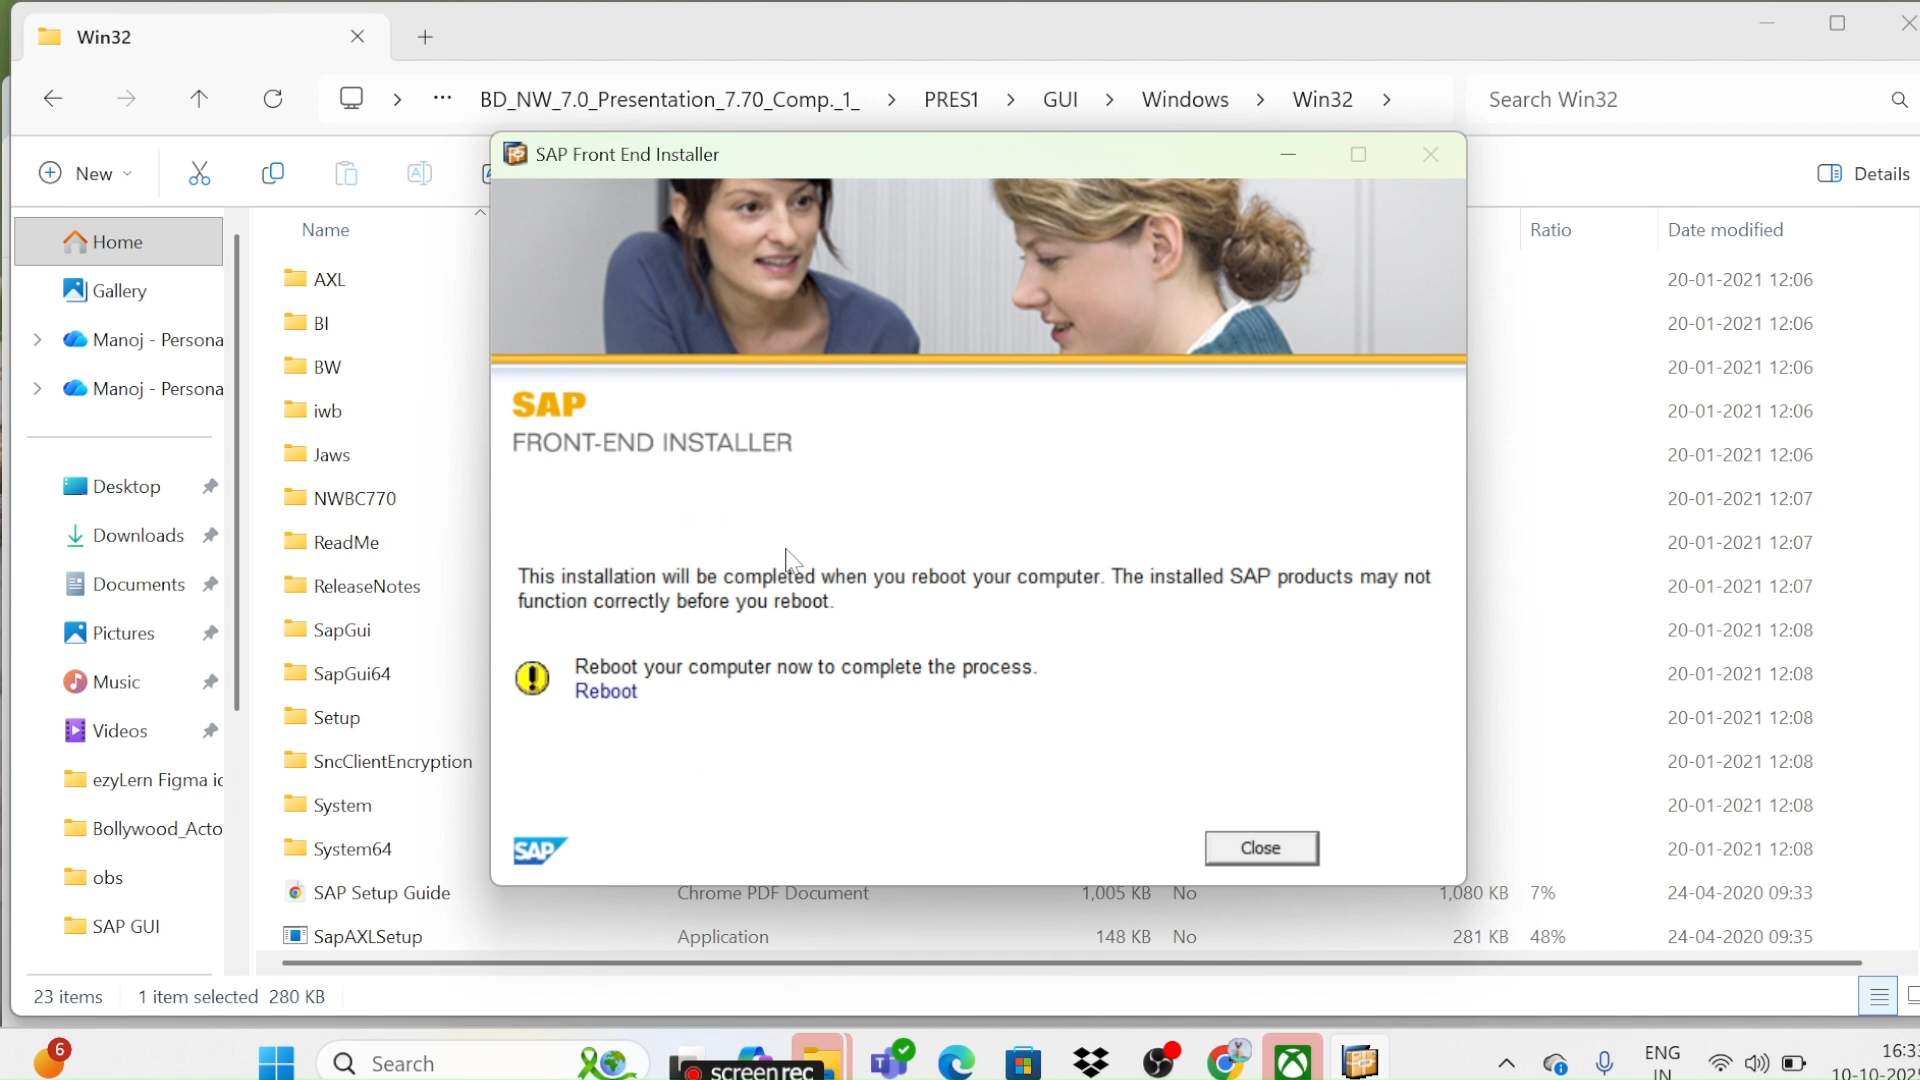 Win32
BD_NW_7.0_Presentation_7.70_Comp._1_ > PRES1 > GUI > Windows > Win32 >
Search Win32
New
Details
SAP Front End Installer
Name
Ratio
Date modified
Home
Gallery
Manoj - Persona
Manoj - Persona
Desktop
Downloads
Documents
Pictures
Music
Videos
ezyLern Figma ic
Bollywood_Acto
obs
SAP GUI
AXL 20-01-2021 12:06
BI 20-01-2021 12:06
BW 20-01-2021 12:06
iwb 20-01-2021 12:06
Jaws 20-01-2021 12:06
NWBC770 20-01-2021 12:07
ReadMe 20-01-2021 12:07
ReleaseNotes 20-01-2021 12:07
SapGui 20-01-2021 12:08
SapGui64 20-01-2021 12:08
Setup 20-01-2021 12:08
SncClientEncryption 20-01-2021 12:08
System 20-01-2021 12:08
System64 20-01-2021 12:08
SAP Setup Guide Chrome PDF Document 1,005 KB No 1,080 KB 7% 24-04-2020 09:33
SapAXLSetup Application 148 KB No 281 KB 48% 24-04-2020 09:35
SAP
FRONT-END INSTALLER
This installation will be completed when you reboot your computer. The installed SAP products may not
function correctly before you reboot.
Reboot your computer now to complete the process.
Reboot
SAP
Close
23 items 1 item selected 280 KB
6
Search
screen rec
ENG
IN
16:33
10-10-2025